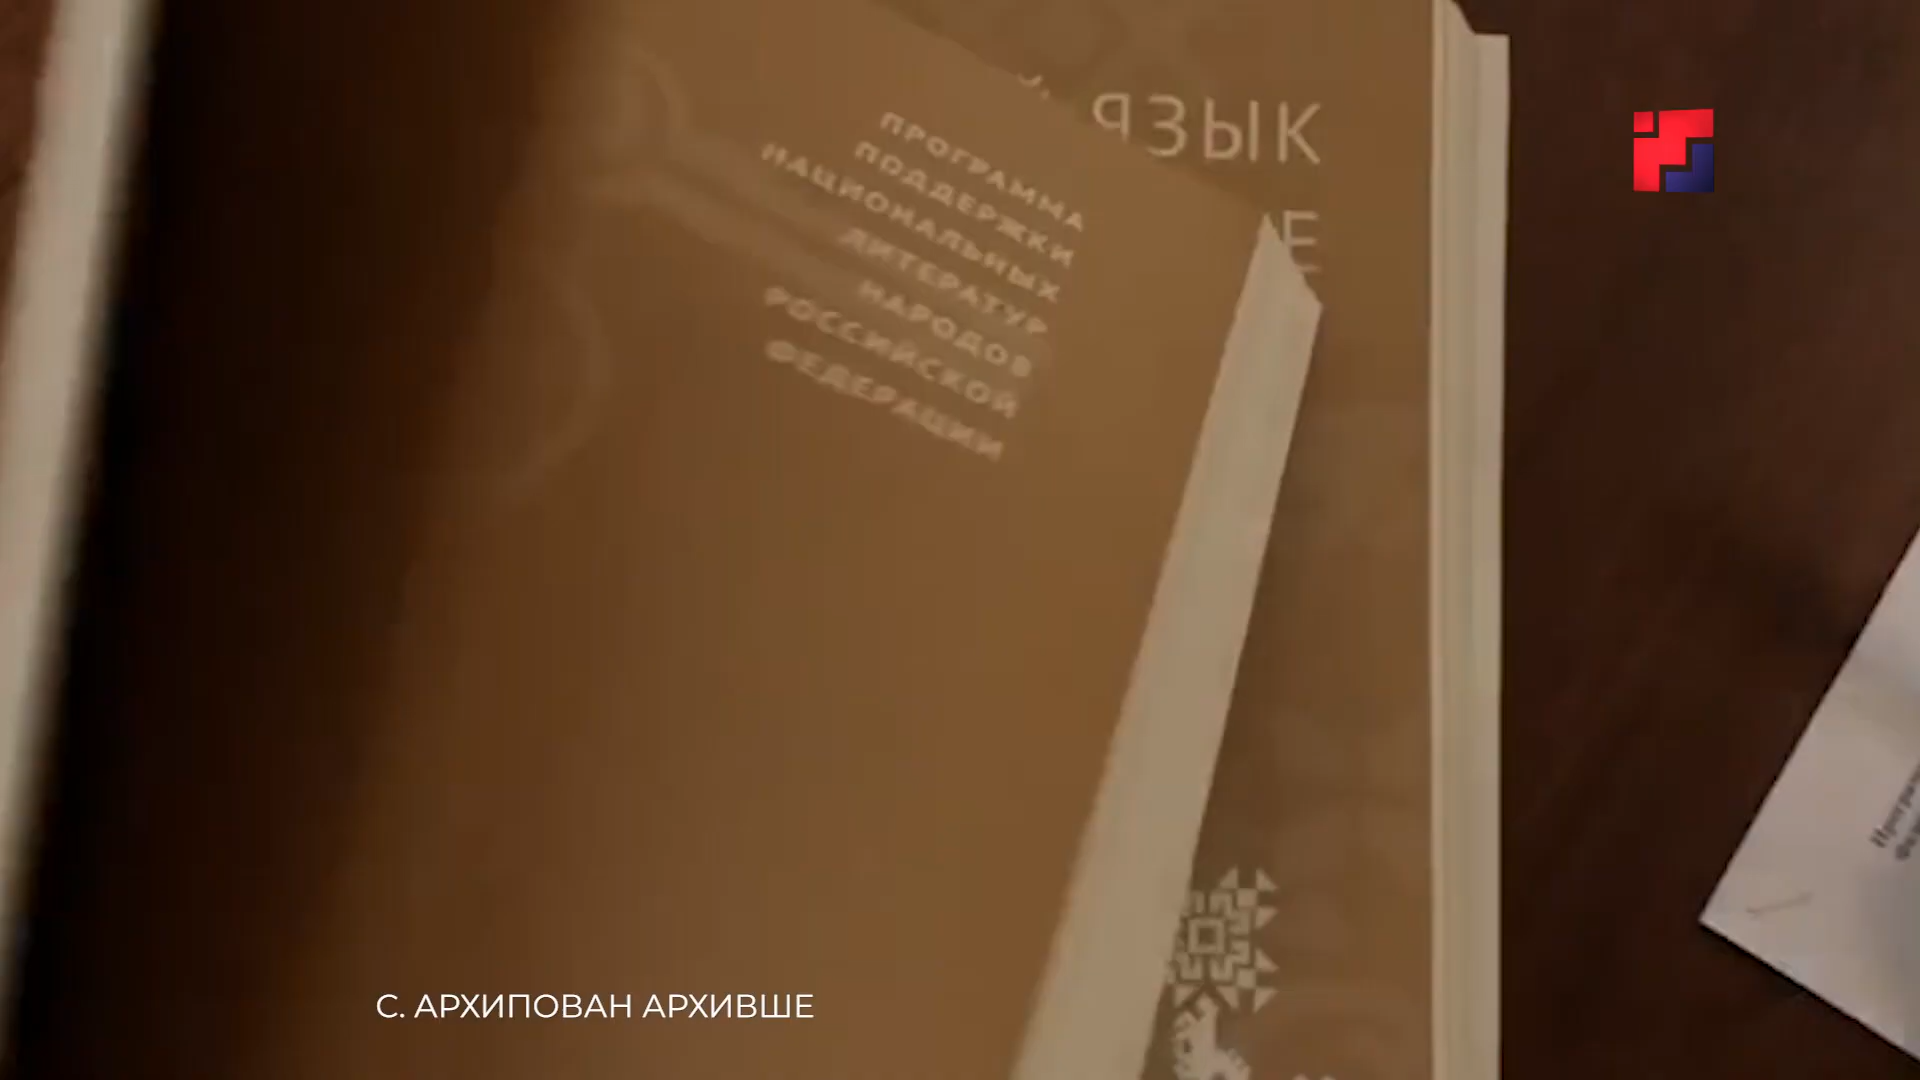 ЯЗЫК
ПРОГРАММА
ПОДДЕРЖКИ
НАЦИОНАЛЬНЫХ
ЛИТЕРАТУР
НАРОДОВ
РОССИЙСКОЙ
ФЕДЕРАЦИИ
С. АРХИПОВАН АРХИВШЕ